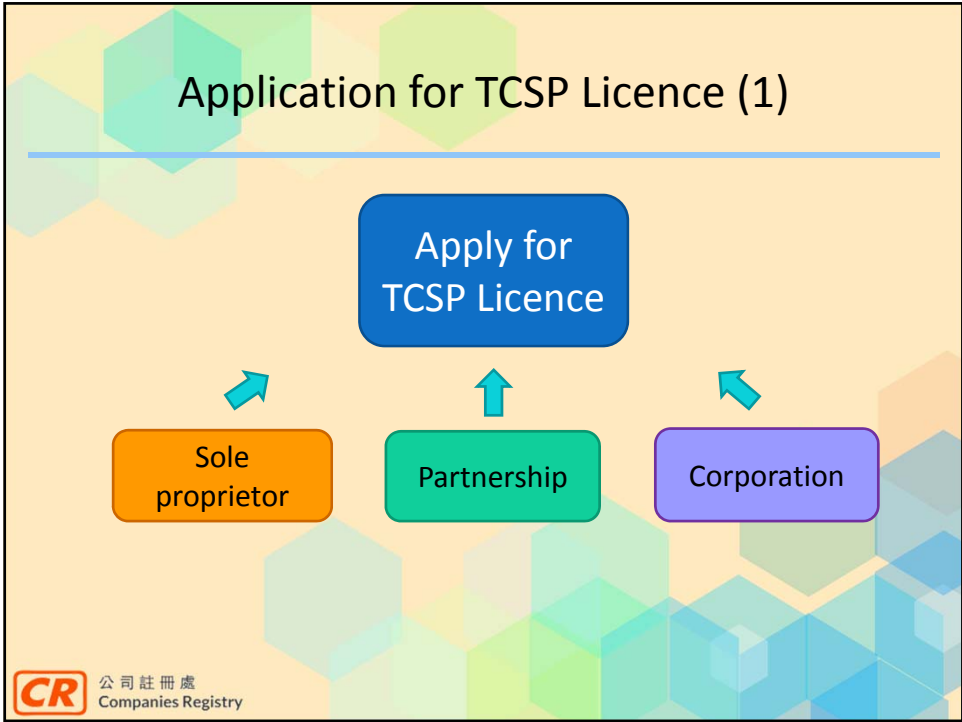 Application for TCSP Licence (1)
Apply for
TCSP Licence
Sole
proprietor
Partnership
Corporation
CR
公司註冊處
Companies Registry